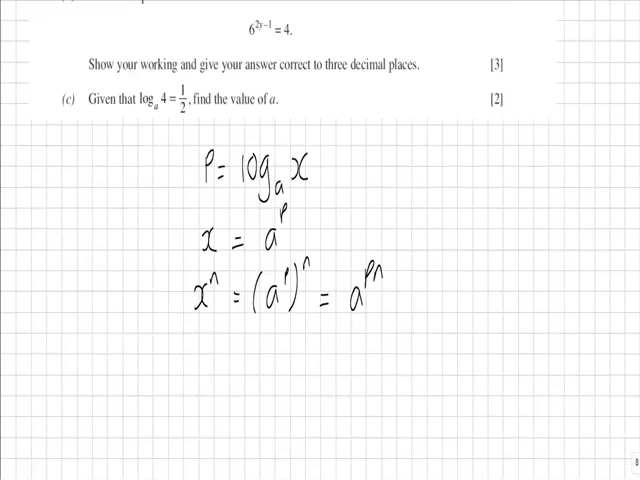 6^{2y–1} = 4.
Show your working and give your answer correct to three decimal places. [3]
(c) Given that log_a 4 = 1/2, find the value of a. [2]
P = log_a x
x = a^P
x^n = (a^P)^n = a^{Pn}
8